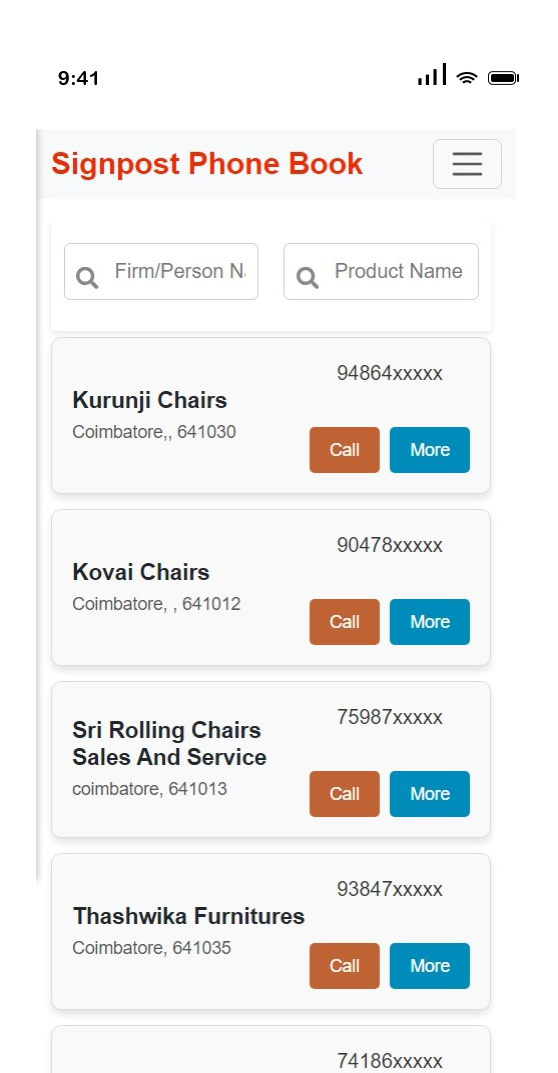 9:41
Signpost Phone Book
Firm/Person N
Product Name
94864xxxxx
Kurunji Chairs
Coimbatore,, 641030
Call
More
90478xxxxx
Kovai Chairs
Coimbatore, , 641012
Call
More
75987xxxxx
Sri Rolling Chairs
Sales And Service
coimbatore, 641013
Call
More
93847xxxxx
Thashwika Furnitures
Coimbatore, 641035
Call
More
74186xxxxx